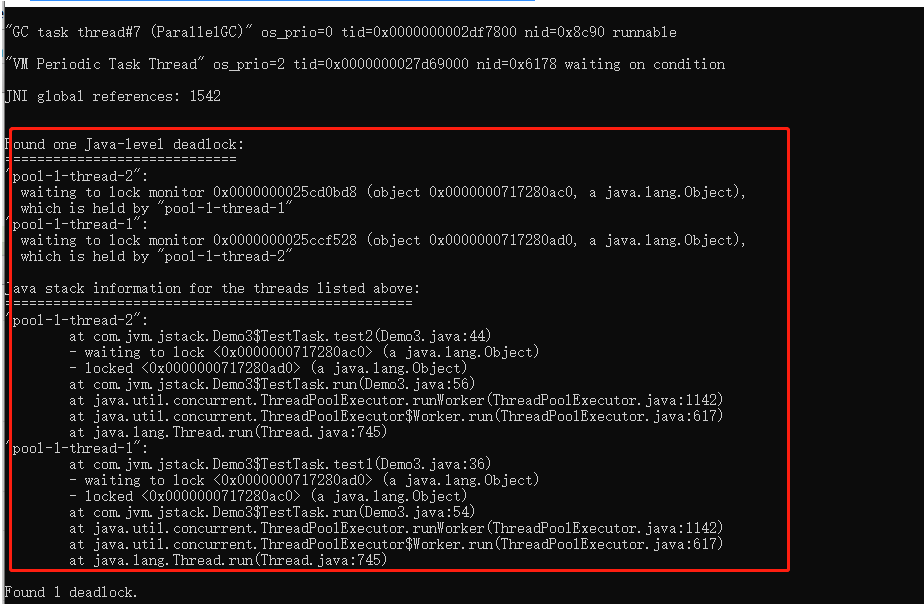 "GC task thread#7 (ParallelGC)" os_prio=0 tid=0x0000000002df7800 nid=0x8c90 runnable
"VM Periodic Task Thread" os_prio=2 tid=0x0000000027d69000 nid=0x6178 waiting on condition
JNI global references: 1542
Found one Java-level deadlock:
=============================
"pool-1-thread-2":
  waiting to lock monitor 0x0000000025cd0bd8 (object 0x0000000717280ac0, a java.lang.Object),
  which is held by "pool-1-thread-1"
"pool-1-thread-1":
  waiting to lock monitor 0x0000000025ccf528 (object 0x0000000717280ad0, a java.lang.Object),
  which is held by "pool-1-thread-2"
Java stack information for the threads listed above:
===================================================
"pool-1-thread-2":
        at com.jvm.jstack.Demo3$TestTask.test2(Demo3.java:44)
        - waiting to lock <0x0000000717280ac0> (a java.lang.Object)
        - locked <0x0000000717280ad0> (a java.lang.Object)
        at com.jvm.jstack.Demo3$TestTask.run(Demo3.java:56)
        at java.util.concurrent.ThreadPoolExecutor.runWorker(ThreadPoolExecutor.java:1142)
        at java.util.concurrent.ThreadPoolExecutor$Worker.run(ThreadPoolExecutor.java:617)
        at java.lang.Thread.run(Thread.java:745)
"pool-1-thread-1":
        at com.jvm.jstack.Demo3$TestTask.test1(Demo3.java:36)
        - waiting to lock <0x0000000717280ad0> (a java.lang.Object)
        - locked <0x0000000717280ac0> (a java.lang.Object)
        at com.jvm.jstack.Demo3$TestTask.run(Demo3.java:54)
        at java.util.concurrent.ThreadPoolExecutor.runWorker(ThreadPoolExecutor.java:1142)
        at java.util.concurrent.ThreadPoolExecutor$Worker.run(ThreadPoolExecutor.java:617)
        at java.lang.Thread.run(Thread.java:745)
Found 1 deadlock.